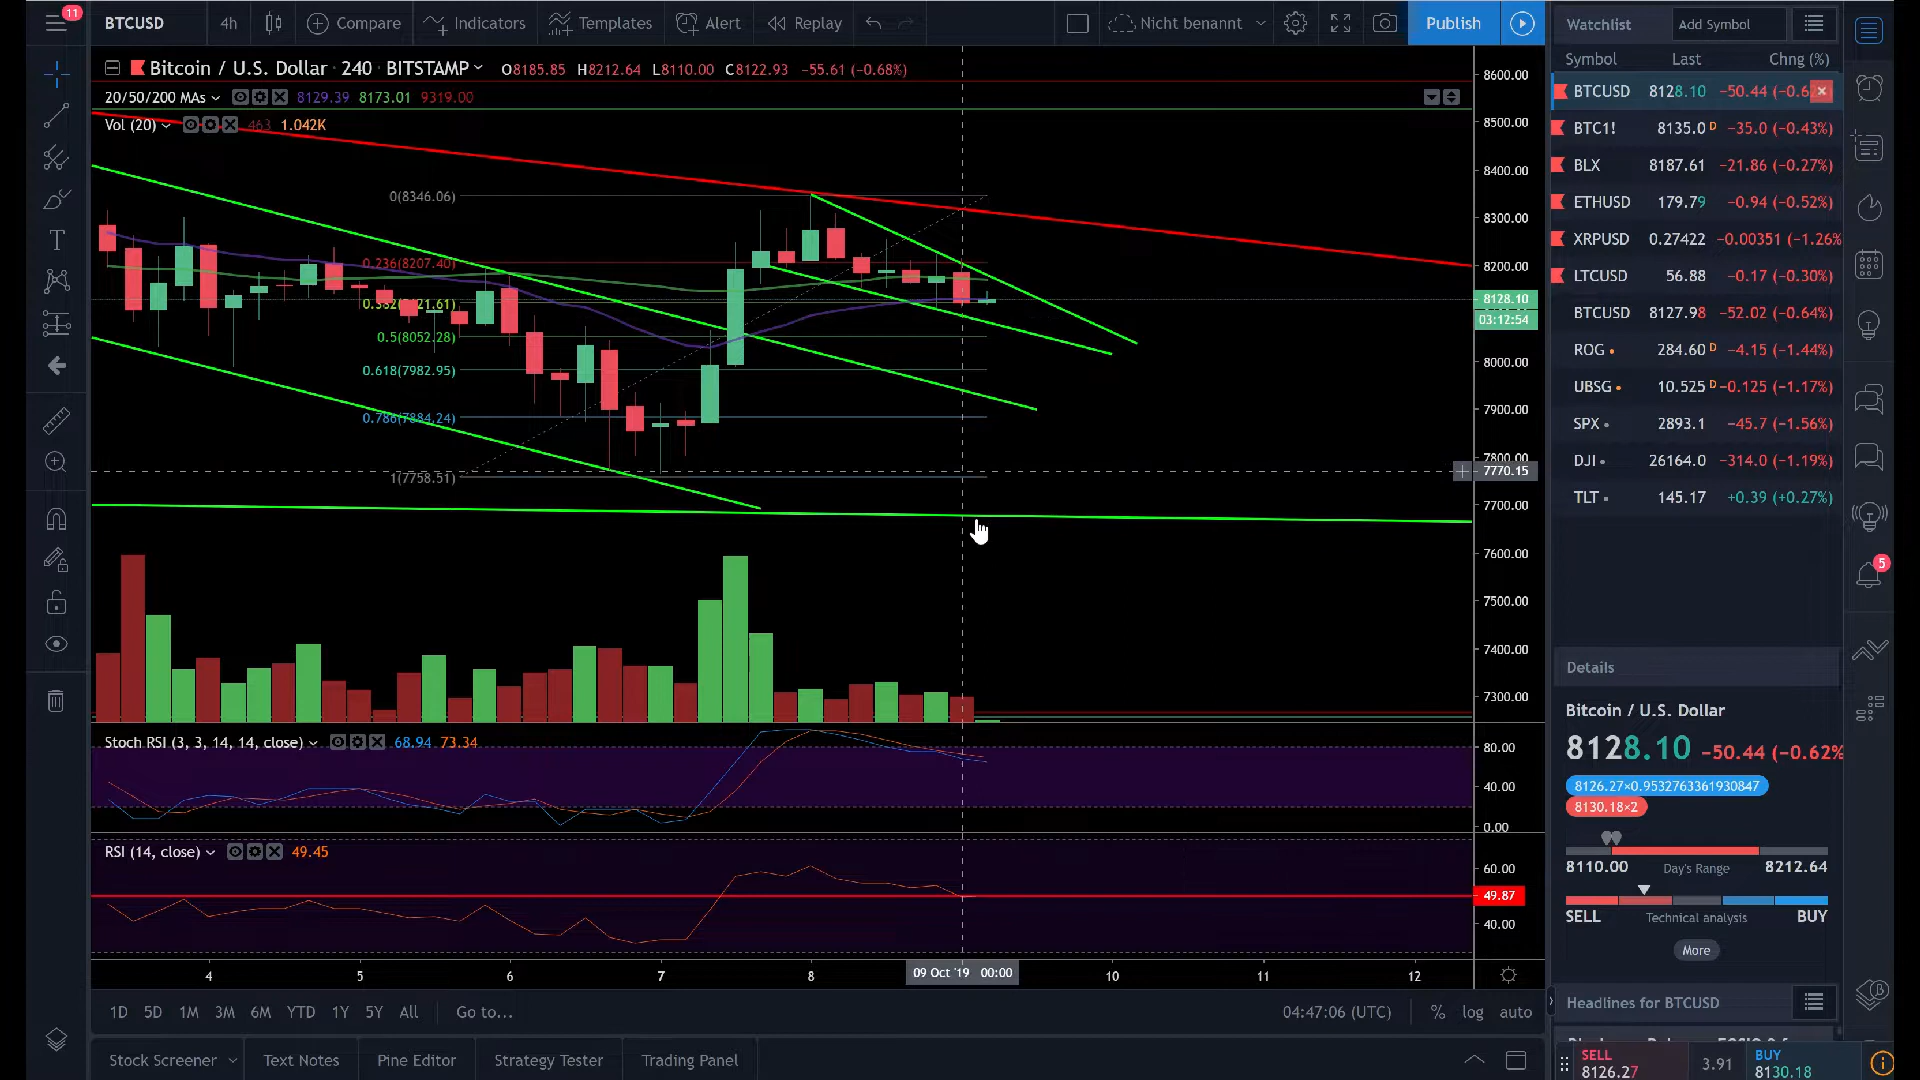 11
BTCUSD 4h Compare Indicators Templates Alert Replay Nicht benannt Publish
Watchlist Add Symbol
Symbol Last Chng (%)
Bitcoin / U.S. Dollar · 240 · BITSTAMP O8185.85 H8212.64 L8110.00 C8122.93 −55.61 (−0.68%)
20/50/200 MAs 8129.39 8173.01 9319.00
Vol (20) 463 1.042K
BTCUSD 8128.10 −50.44 (−0.6
BTC1! 8135.0 D −35.0 (−0.43%)
BLX 8187.61 −21.86 (−0.27%)
ETHUSD 179.79 −0.94 (−0.52%)
XRPUSD 0.27422 −0.00351 (−1.26%
LTCUSD 56.88 −0.17 (−0.30%)
BTCUSD 8127.98 −52.02 (−0.64%)
ROG 284.60 D −4.15 (−1.44%)
UBSG 10.525 D −0.125 (−1.17%)
SPX 2893.1 −45.7 (−1.56%)
DJI 26164.0 −314.0 (−1.19%)
TLT 145.17 +0.39 (+0.27%)
8600.00
8500.00
8400.00
8300.00
8200.00
8128.10
03:12:54
8000.00
7900.00
7800.00
7770.15
7700.00
7600.00
7500.00
7400.00
7300.00
0(8346.06)
0.236(8207.40)
0.5(8052.28)
0.618(7982.95)
0.786(7884.24)
1(7758.51)
5
Details
Bitcoin / U.S. Dollar
8128.10 −50.44 (−0.62%
8126.27×0.9532763361930847
8130.18×2
8110.00 Day's Range 8212.64
SELL Technical analysis BUY
More
Stoch RSI (3, 3, 14, 14, close) 68.94 73.34
80.00
40.00
0.00
RSI (14, close) 49.45
60.00
49.87
40.00
4 5 6 7 8 09 Oct '19 00:00 10 11 12
1D 5D 1M 3M 6M YTD 1Y 5Y All Go to... 04:47:06 (UTC) % log auto
Headlines for BTCUSD
Stock Screener Text Notes Pine Editor Strategy Tester Trading Panel
SELL
8126.27
3.91
BUY
8130.18